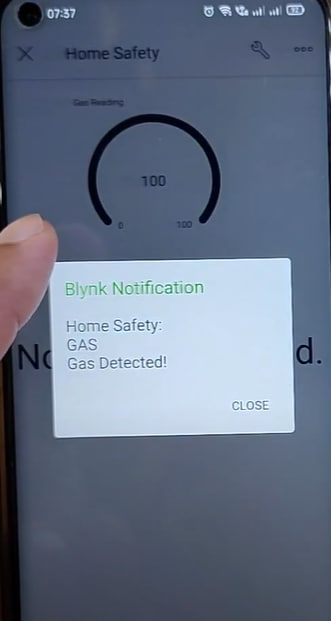 07:37
Home Safety
Gas Reading
100
0
100
Blynk Notification
Home Safety:
GAS
Gas Detected!
d.
CLOSE